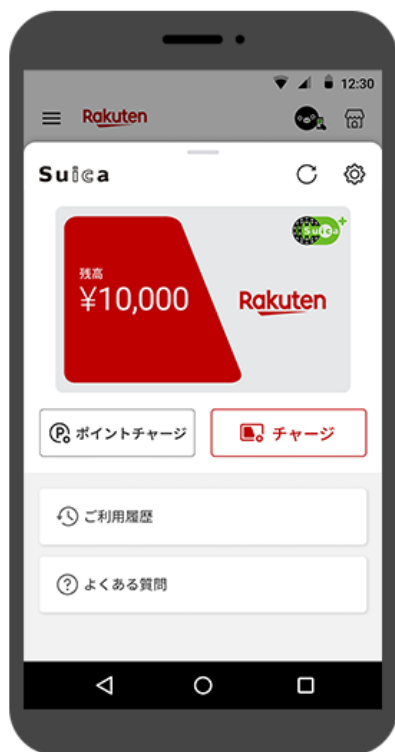 12:30
Rakuten
Suica
Suica
残高
¥10,000
Rakuten
ポイントチャージ
チャージ
ご利用履歴
よくある質問